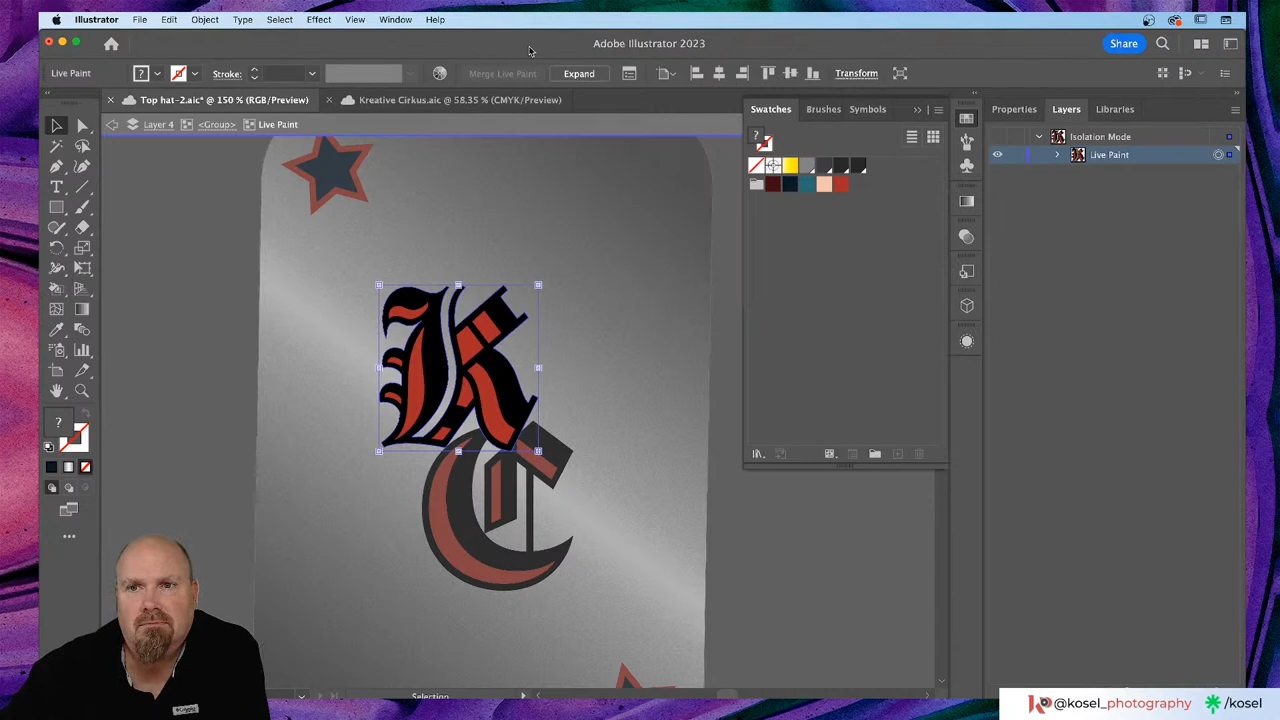 Illustrator File Edit Object Type Select Effect View Window Help
Adobe Illustrator 2023
Share
Live Paint ? Stroke: Merge Live Paint Expand Transform
× Top hat-2.aic* @ 150 % (RGB/Preview) × Kreative Cirkus.aic @ 58.35 % (CMYK/Preview)
Layer 4 <Group> Live Paint
Swatches Brushes Symbols
Properties Layers Libraries
Isolation Mode
Live Paint
?
?
K
C
Selection
@kosel_photography /kosel